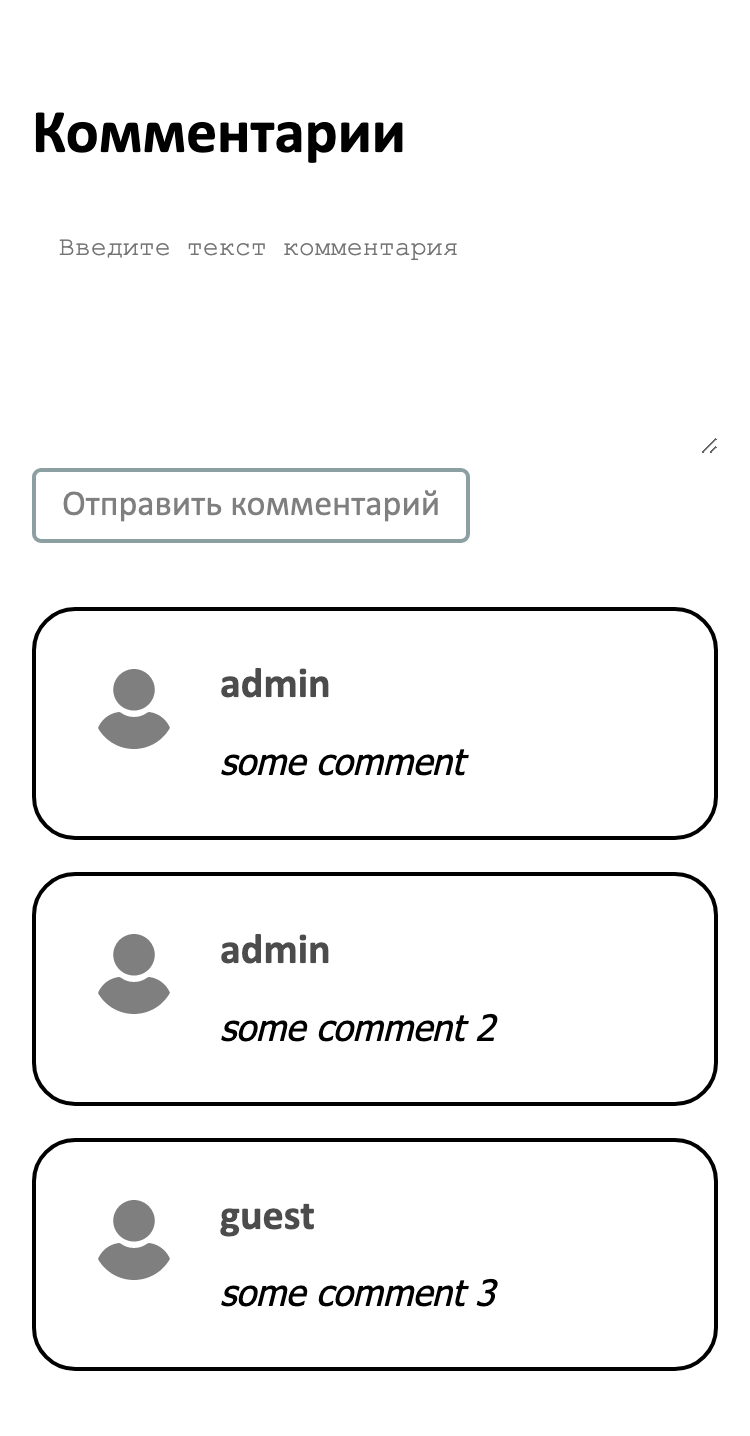 Комментарии
Введите текст комментария
Отправить комментарий
admin
some comment
admin
some comment 2
guest
some comment 3